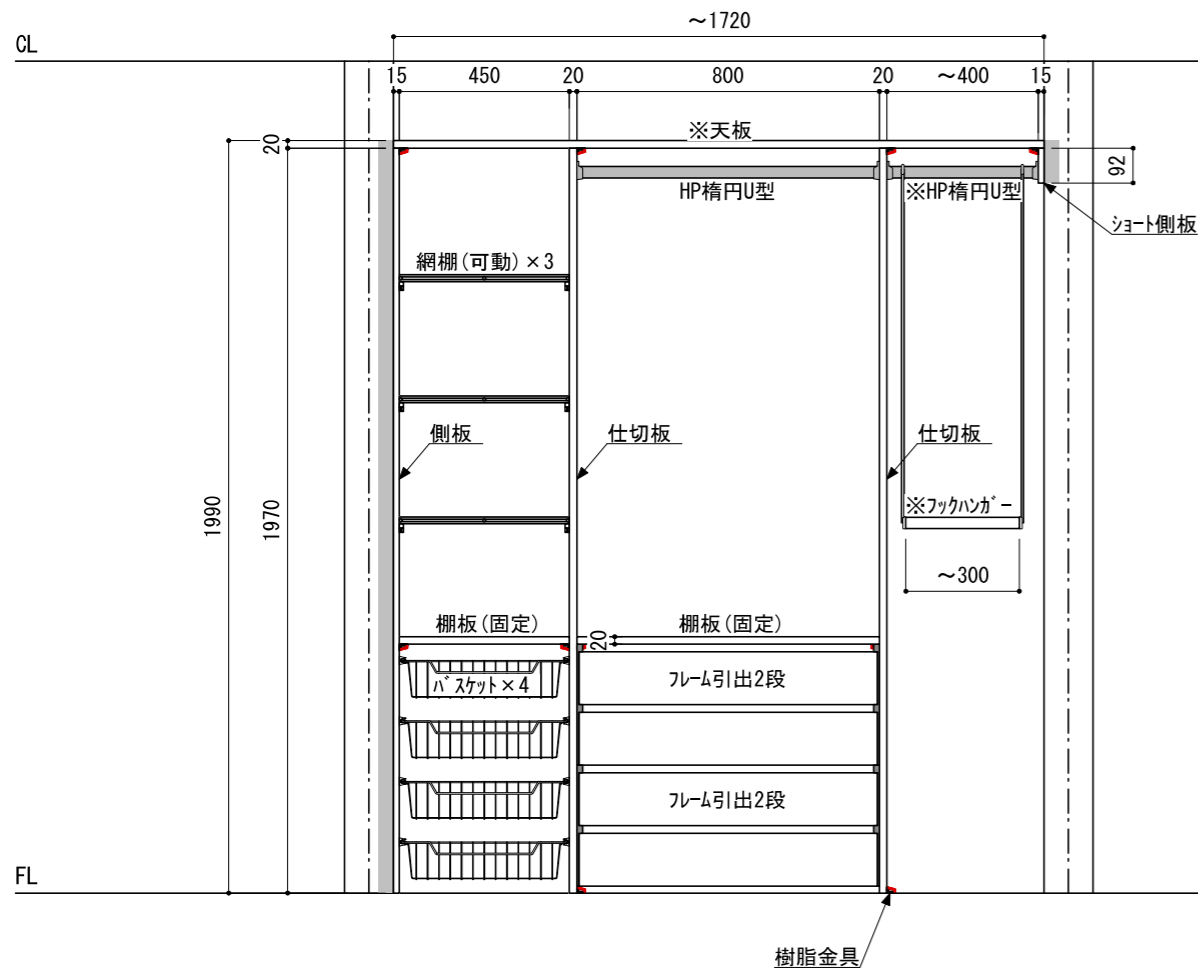 ~1720
CL
15 450 20 800 20 ~400 15
20
※天板
92
HP楕円U型
※HP楕円U型
ｼｮｰﾄ側板
網棚(可動)×3
側板
仕切板
仕切板
1990
1970
※ﾌｯｸﾊﾝｶﾞｰ
~300
棚板(固定)
棚板(固定)
20
ﾊﾞｽｹｯﾄ×4
ﾌﾚｰﾑ引出2段
ﾌﾚｰﾑ引出2段
FL
樹脂金具